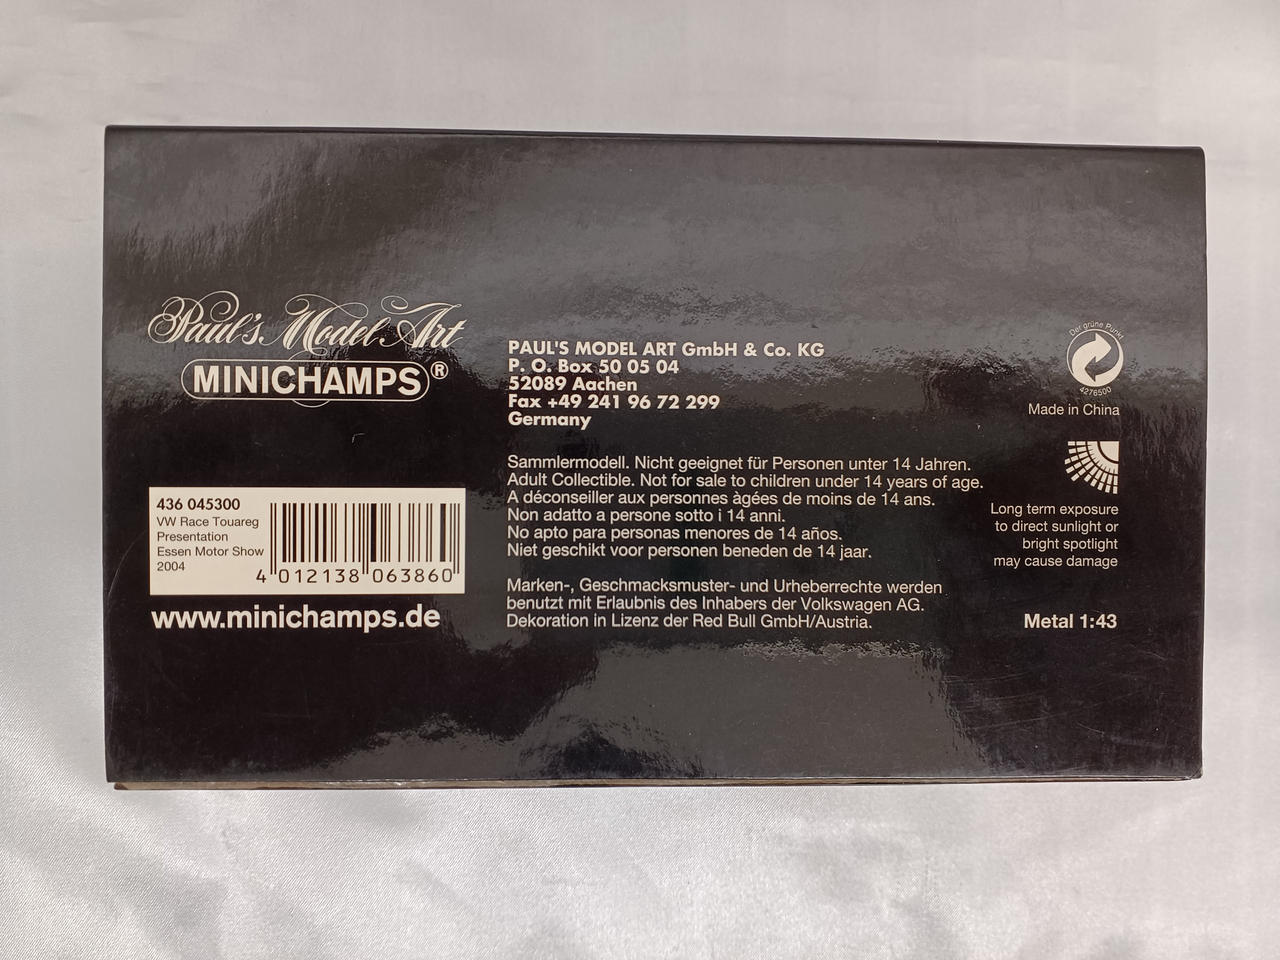 Paul's Model Art
MINICHAMPS®
436 045300
VW Race Touareg
Presentation
Essen Motor Show
2004
4 012138 063860
www.minichamps.de
PAUL'S MODEL ART GmbH & Co. KG
P. O. Box 50 05 04
52089 Aachen
Fax +49 241 96 72 299
Germany
Sammlermodell. Nicht geeignet für Personen unter 14 Jahren.
Adult Collectible. Not for sale to children under 14 years of age.
A déconseiller aux personnes àgées de moins de 14 ans.
Non adatto a persone sotto i 14 anni.
No apto para personas menores de 14 años.
Niet geschikt voor personen beneden de 14 jaar.
Marken-, Geschmacksmuster- und Urheberrechte werden
benutzt mit Erlaubnis des Inhabers der Volkswagen AG.
Dekoration in Lizenz der Red Bull GmbH/Austria.
Der grüne Punkt
4276500
Made in China
Long term exposure
to direct sunlight or
bright spotlight
may cause damage
Metal 1:43